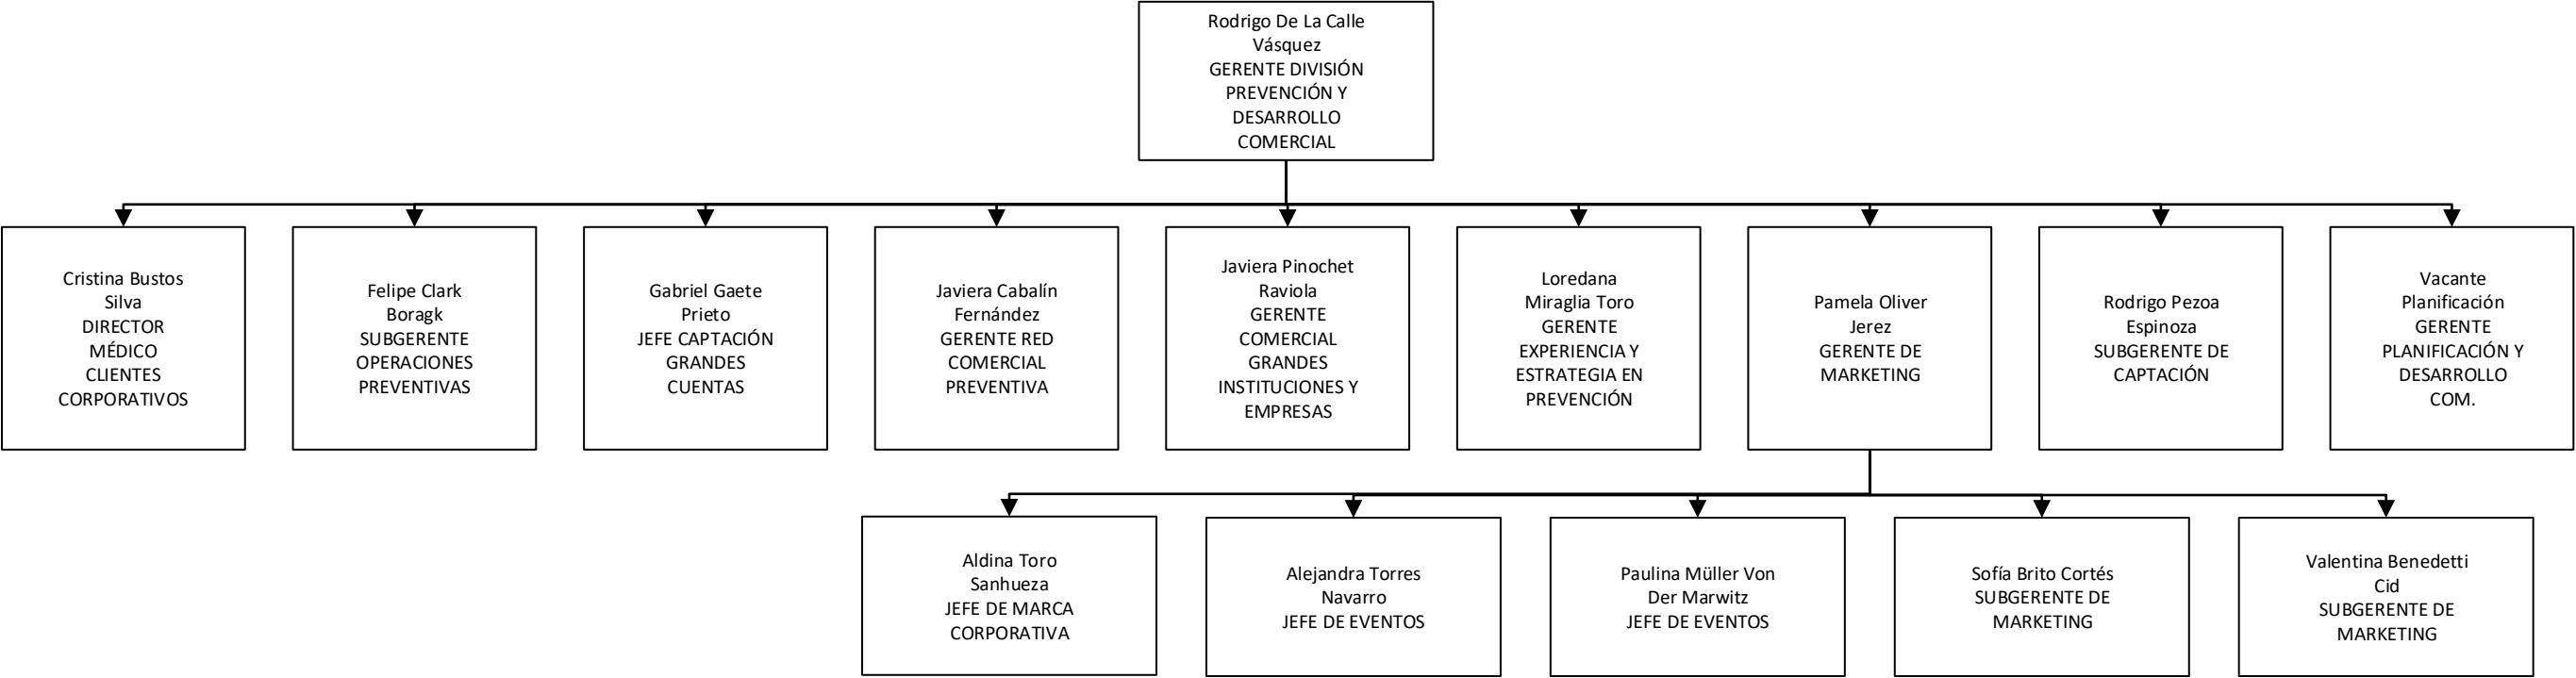 Rodrigo De La Calle
Vásquez
GERENTE DIVISIÓN
PREVENCIÓN Y
DESARROLLO
COMERCIAL
Cristina Bustos
Silva
DIRECTOR
MÉDICO
CLIENTES
CORPORATIVOS
Felipe Clark
Boragk
SUBGERENTE
OPERACIONES
PREVENTIVAS
Gabriel Gaete
Prieto
JEFE CAPTACIÓN
GRANDES
CUENTAS
Javiera Cabalín
Fernández
GERENTE RED
COMERCIAL
PREVENTIVA
Javiera Pinochet
Raviola
GERENTE
COMERCIAL
GRANDES
INSTITUCIONES Y
EMPRESAS
Loredana
Miraglia Toro
GERENTE
EXPERIENCIA Y
ESTRATEGIA EN
PREVENCIÓN
Pamela Oliver
Jerez
GERENTE DE
MARKETING
Rodrigo Pezoa
Espinoza
SUBGERENTE DE
CAPTACIÓN
Vacante
Planificación
GERENTE
PLANIFICACIÓN Y
DESARROLLO
COM.
Aldina Toro
Sanhueza
JEFE DE MARCA
CORPORATIVA
Alejandra Torres
Navarro
JEFE DE EVENTOS
Paulina Müller Von
Der Marwitz
JEFE DE EVENTOS
Sofía Brito Cortés
SUBGERENTE DE
MARKETING
Valentina Benedetti
Cid
SUBGERENTE DE
MARKETING